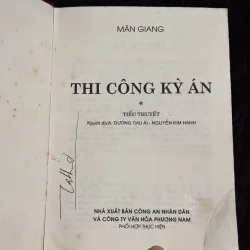 MÃN GIANG
THI CÔNG KỲ ÁN
*
TIỂU THUYẾT
Người dịch: DƯƠNG THU ÁI - NGUYỄN KIM HANH
NHÀ XUẤT BẢN CÔNG AN NHÂN DÂN
VÀ CÔNG TY VĂN HÓA PHƯƠNG NAM
PHỐI HỢP THỰC HIỆN